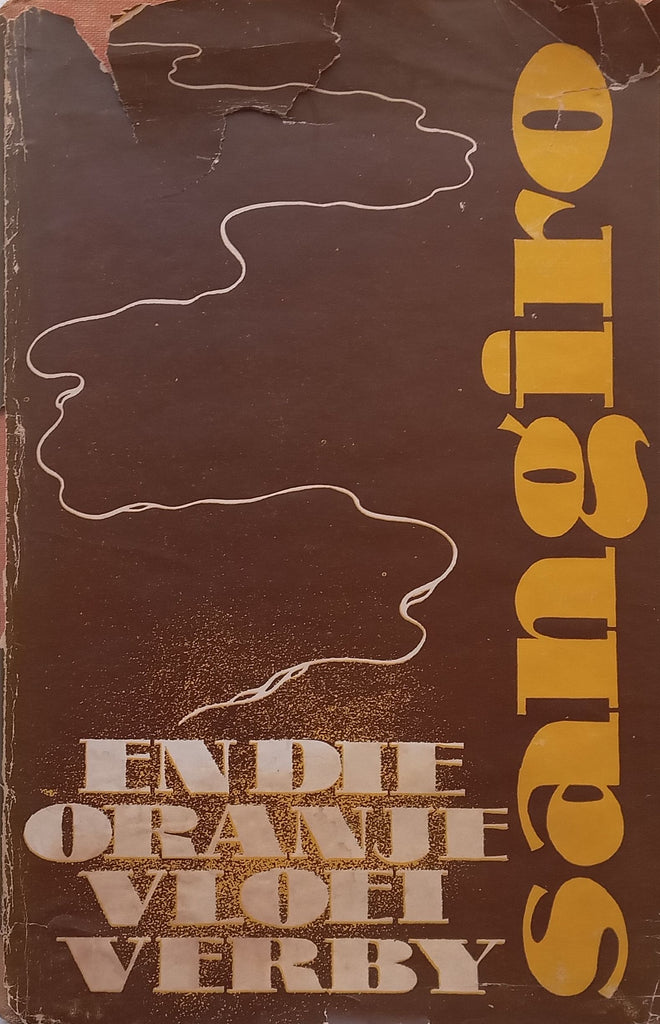 sangiro
EN DIE
ORANJE
VLOEI
VERBY